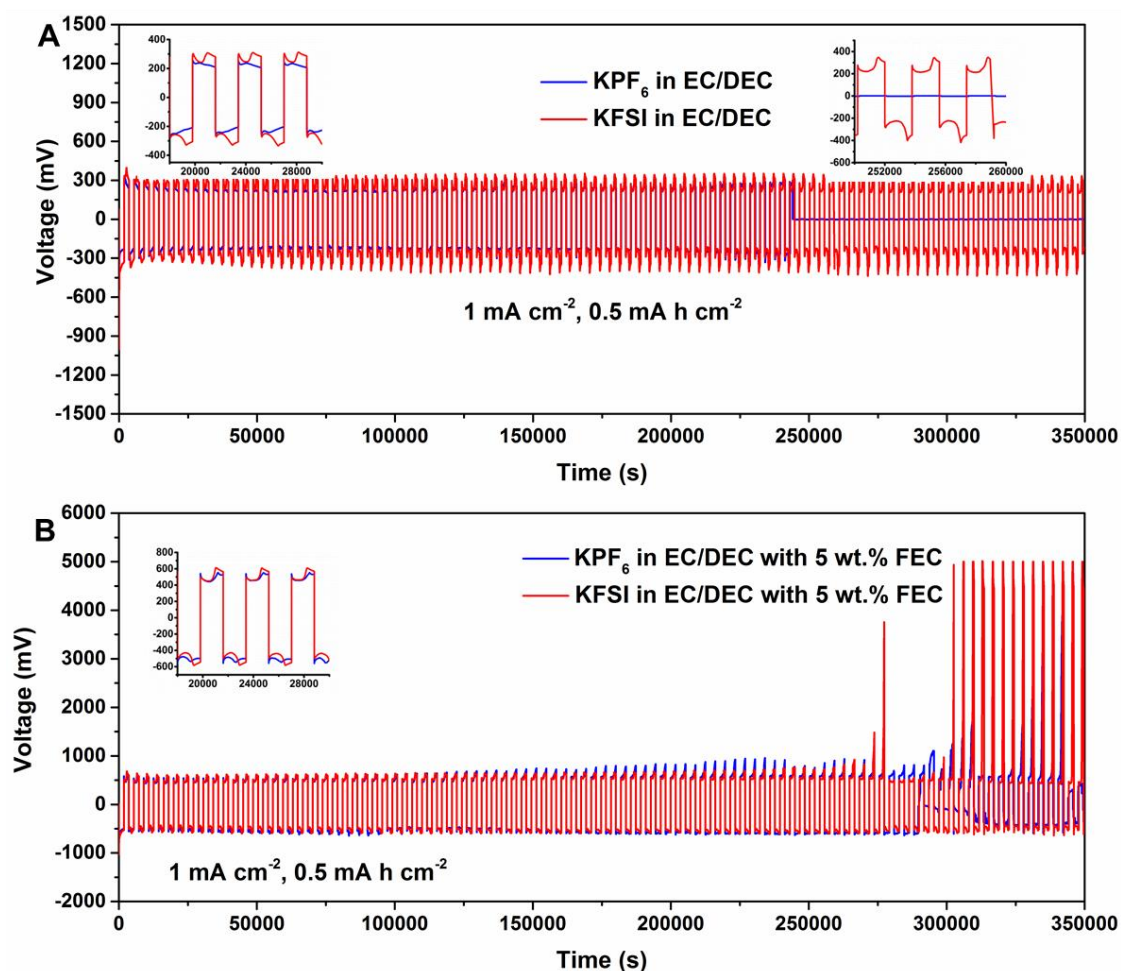 A
1500
1200
900
600
300
0
-300
-600
-900
-1200
-1500
Voltage (mV)
400
200
0
-200
-400
20000 24000 28000
KPF6 in EC/DEC
KFSI in EC/DEC
400
200
0
-200
-400
-600
252000 256000 260000
1 mA cm-2, 0.5 mA h cm-2
0 50000 100000 150000 200000 250000 300000 350000
Time (s)
B
6000
5000
4000
3000
2000
1000
0
-1000
-2000
Voltage (mV)
800
600
400
200
0
-200
-400
-600
20000 24000 28000
KPF6 in EC/DEC with 5 wt.% FEC
KFSI in EC/DEC with 5 wt.% FEC
1 mA cm-2, 0.5 mA h cm-2
0 50000 100000 150000 200000 250000 300000 350000
Time (s)